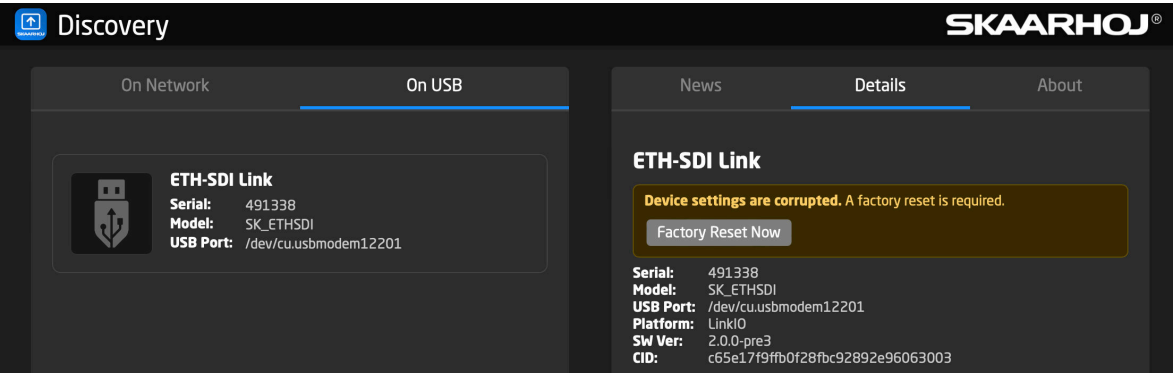 Discovery
SKAARHOJ®
On Network
On USB
ETH-SDI Link
Serial: 491338
Model: SK_ETHSDI
USB Port: /dev/cu.usbmodem12201
News
Details
About
ETH-SDI Link
Device settings are corrupted. A factory reset is required.
Factory Reset Now
Serial: 491338
Model: SK_ETHSDI
USB Port: /dev/cu.usbmodem12201
Platform: LinkIO
SW Ver: 2.0.0-pre3
CID: c65e17f9ffb0f28fbc92892e96063003